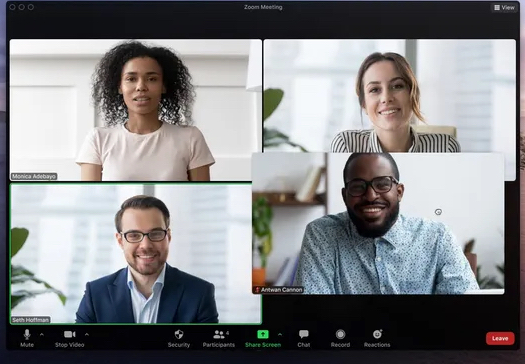 Zoom Meeting
View
Monica Adebayo
Seth Hoffman
Antwan Cannon
Mute
Stop Video
Security
Participants
4
Share Screen
Chat
Record
Reactions
Leave